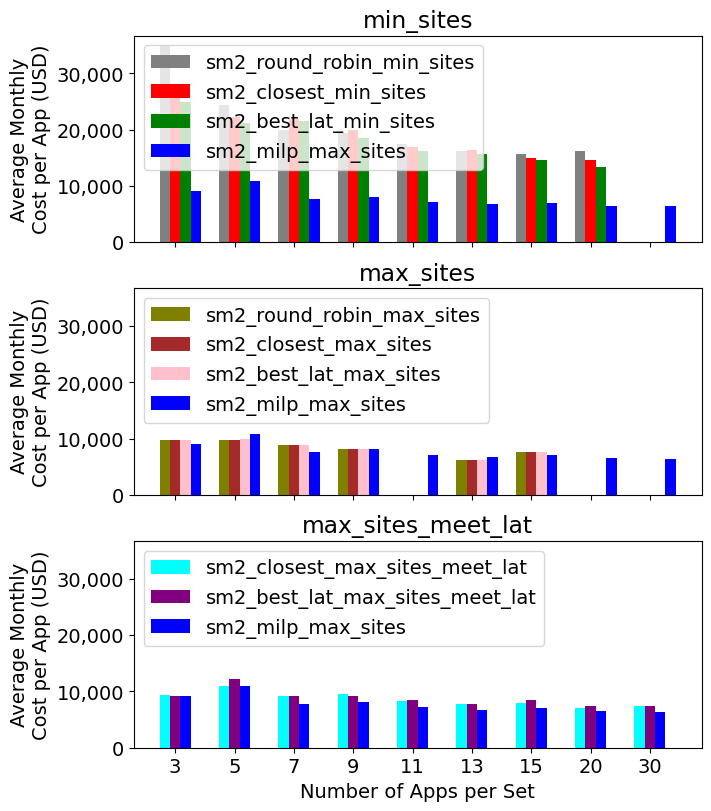 min_sites
Average Monthly
Cost per App (USD)
30,000
20,000
10,000
0
sm2_round_robin_min_sites
sm2_closest_min_sites
sm2_best_lat_min_sites
sm2_milp_max_sites
max_sites
Average Monthly
Cost per App (USD)
30,000
20,000
10,000
0
sm2_round_robin_max_sites
sm2_closest_max_sites
sm2_best_lat_max_sites
sm2_milp_max_sites
max_sites_meet_lat
Average Monthly
Cost per App (USD)
30,000
20,000
10,000
0
sm2_closest_max_sites_meet_lat
sm2_best_lat_max_sites_meet_lat
sm2_milp_max_sites
3 5 7 9 11 13 15 20 30
Number of Apps per Set